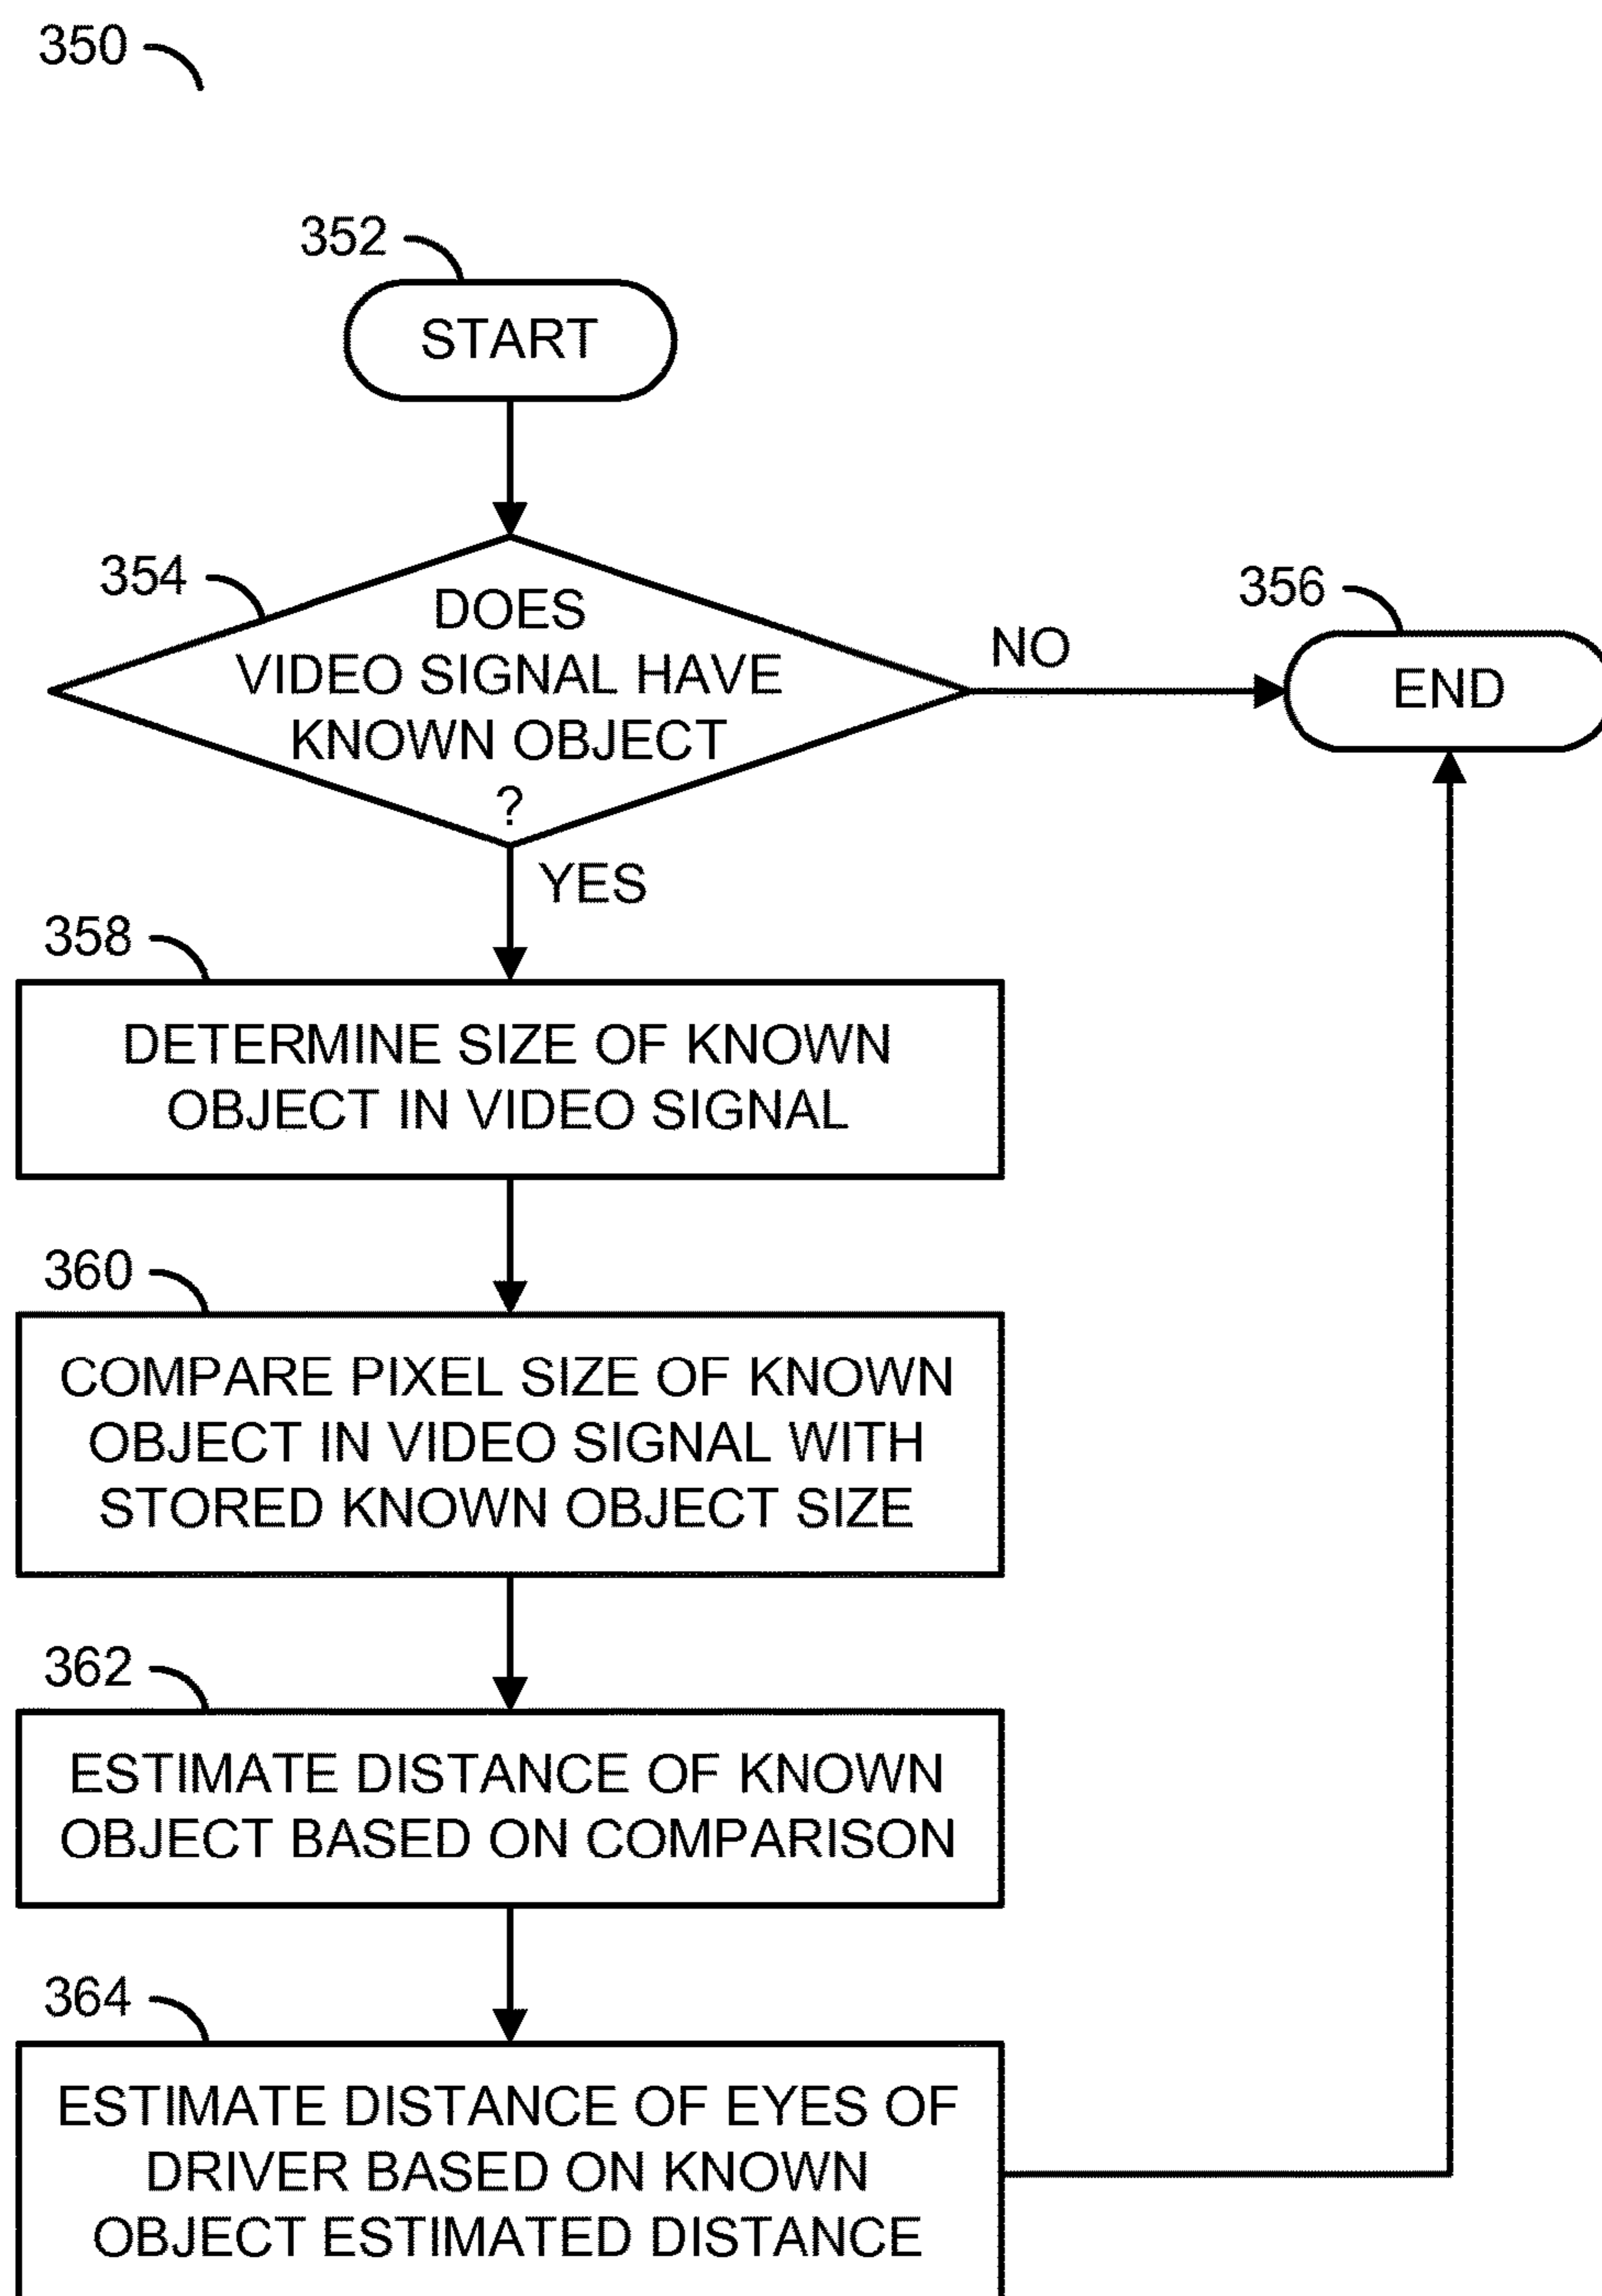 350
352
START
354
DOES
VIDEO SIGNAL HAVE
KNOWN OBJECT
?
NO
356
END
YES
358
DETERMINE SIZE OF KNOWN
OBJECT IN VIDEO SIGNAL
360
COMPARE PIXEL SIZE OF KNOWN
OBJECT IN VIDEO SIGNAL WITH
STORED KNOWN OBJECT SIZE
362
ESTIMATE DISTANCE OF KNOWN
OBJECT BASED ON COMPARISON
364
ESTIMATE DISTANCE OF EYES OF
DRIVER BASED ON KNOWN
OBJECT ESTIMATED DISTANCE